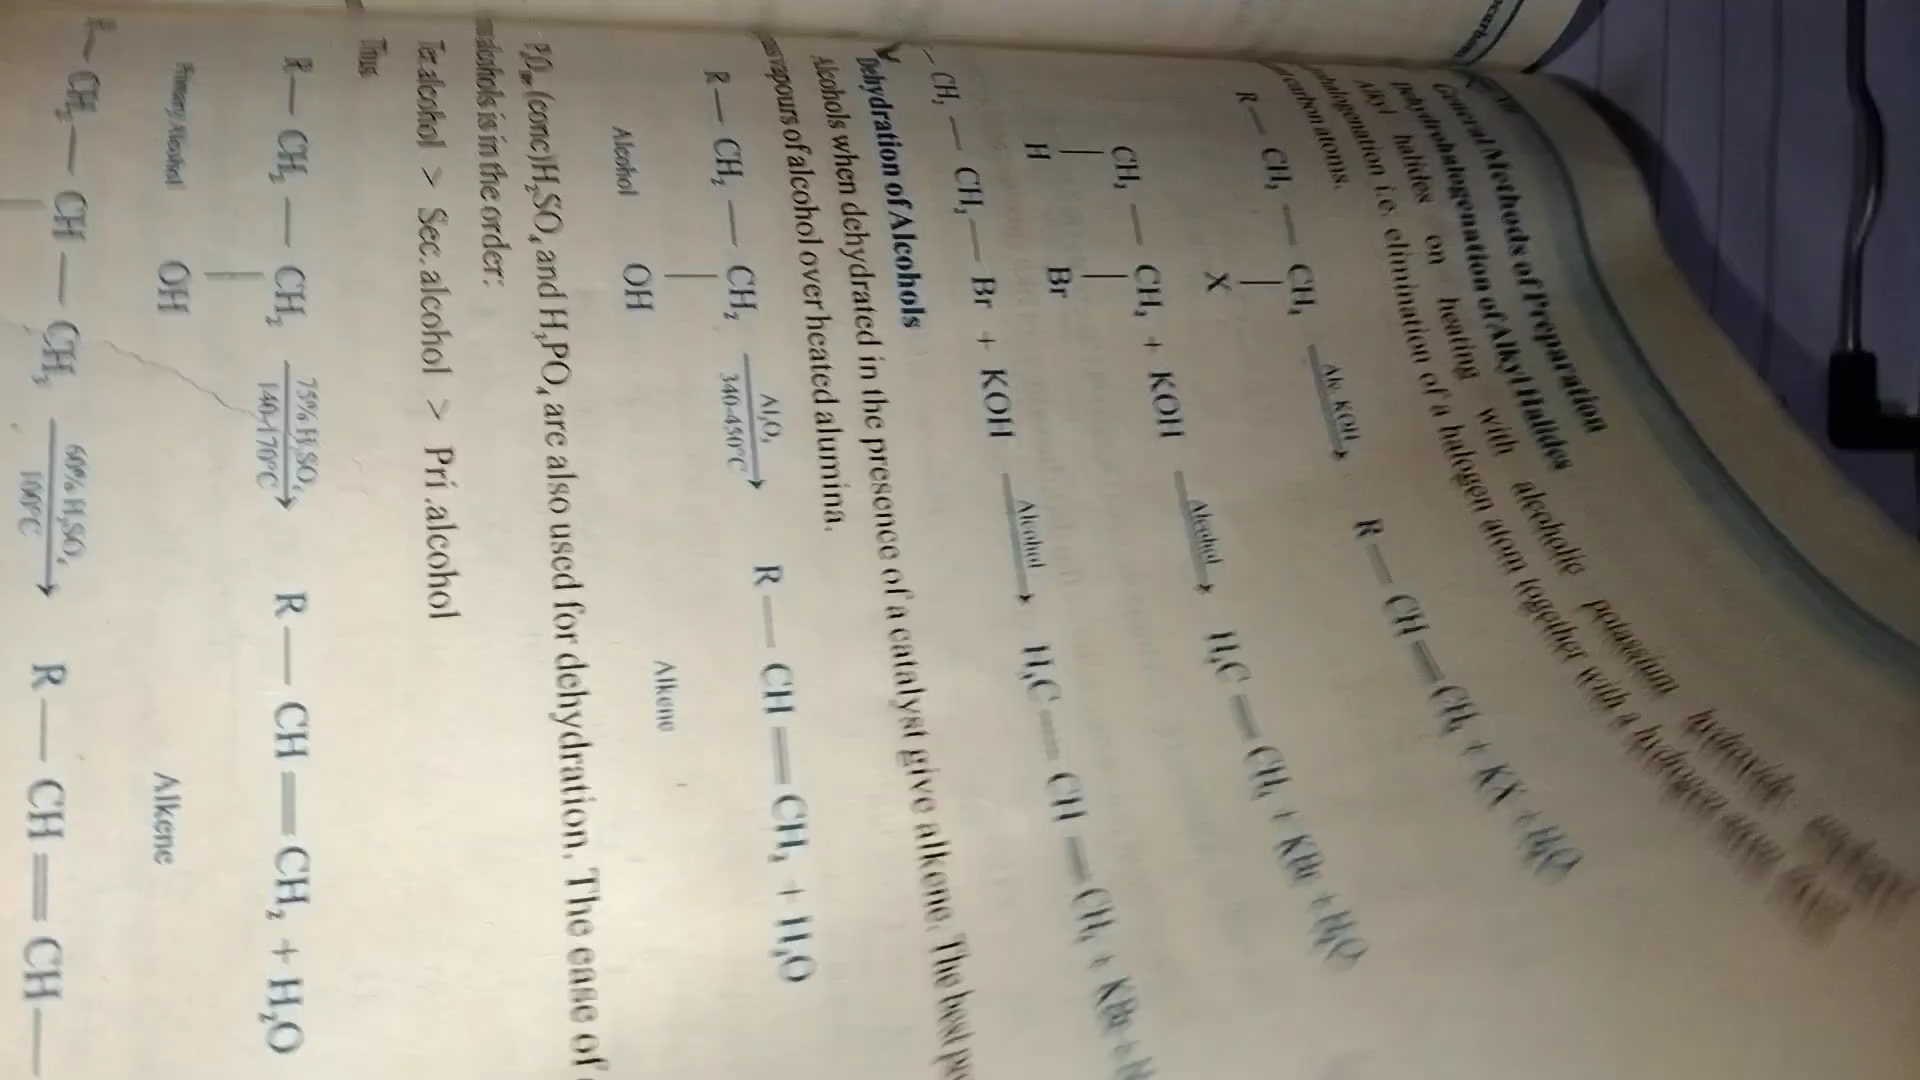 General Methods of Preparation
Dehydrohalogenation of Alkyl Halides
Alkyl halides on heating with alcoholic potassium hydroxide
dehydrohalogenation i.e. elimination of a halogen atom together with a hydrogen atom
carbon atoms.
R — CH₂ — CH₂ Alc. KOH → R — CH = CH₂ + KX + H₂O
X
CH₂ — CH₂ + KOH Alcohol → H₂C = CH₂ + KBr + H₂O
H Br
— CH₂ — CH₂ — Br + KOH Alcohol → H₃C — CH = CH₂ + KBr +
Dehydration of Alcohols
Alcohols when dehydrated in the presence of a catalyst give alkene. The best
vapours of alcohol over heated alumina.
R — CH₂ — CH₂ Al₂O₃ 340-450°C → R — CH = CH₂ + H₂O
OH
Alcohol Alkene
(conc)H₂SO₄ and H₃PO₄ are also used for dehydration. The ease of
alcohols is in the order:
Ter. alcohol > Sec. alcohol > Pri. alcohol
Thus
R — CH₂ — CH₂ 75% H₂SO₄ 140-170°C → R — CH = CH₂ + H₂O
OH
Primary Alcohol Alkene
R — CH₂ — CH — CH₃ 60% H₂SO₄ 100°C → R — CH = CH —